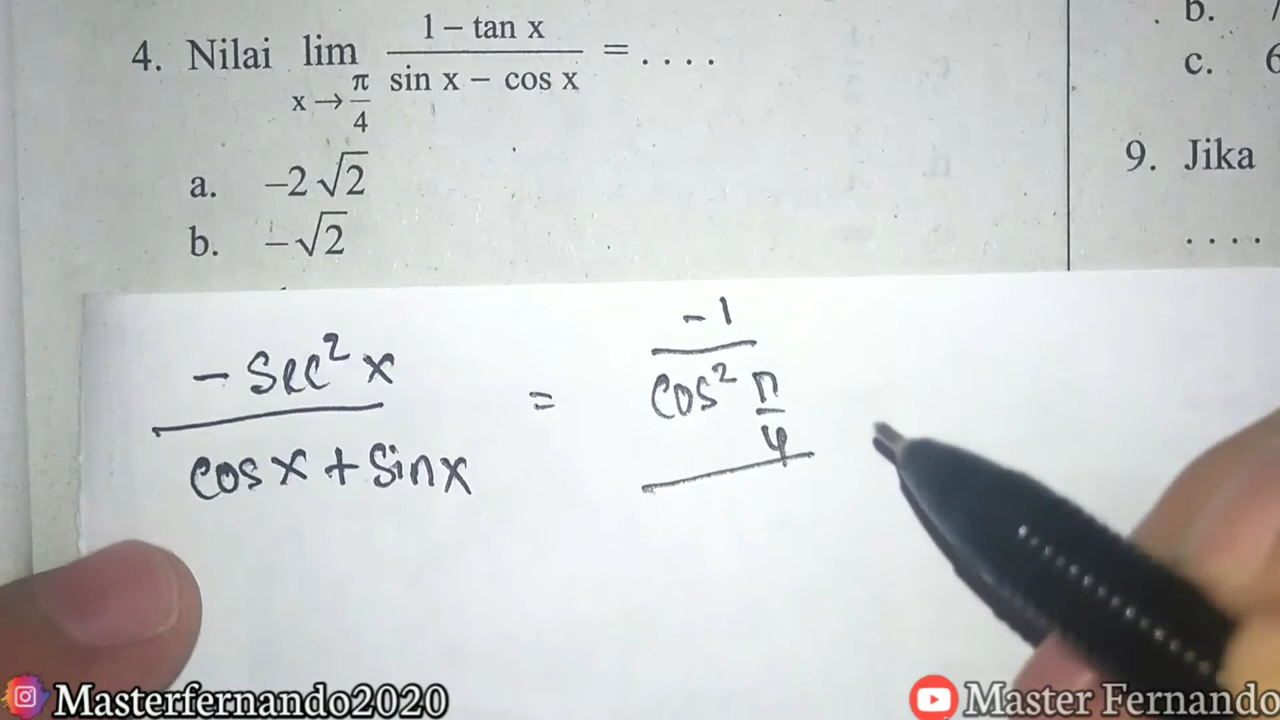 4. Nilai lim x→π/4 (1 – tan x)/(sin x – cos x) = . . . .
a. –2√2
b. –√2
b.
c. 6
9. Jika
. . . .
– sec² x / cos x + sin x = –1 / cos² π/4
Masterfernando2020
Master Fernando